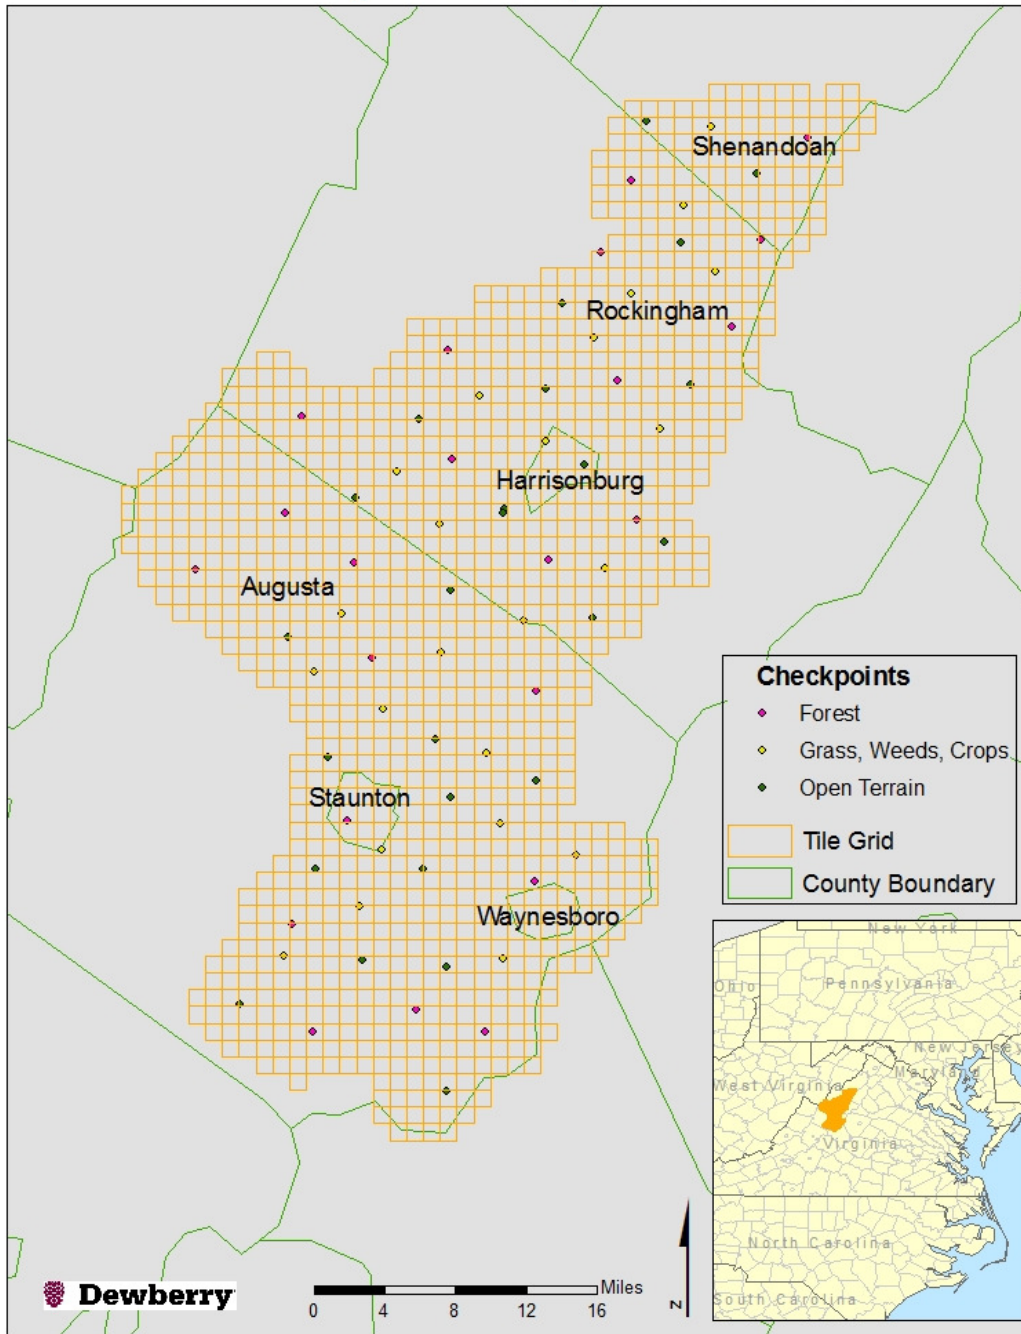 Shenandoah
Rockingham
Harrisonburg
Augusta
Staunton
Waynesboro
Checkpoints
Forest
Grass, Weeds, Crops
Open Terrain
Tile Grid
County Boundary
New York
Ohio
Pennsylvania
New Jersey
Maryland
West Virginia
Virginia
North Carolina
South Carolina
Dewberry
Miles
0 4 8 12 16
N